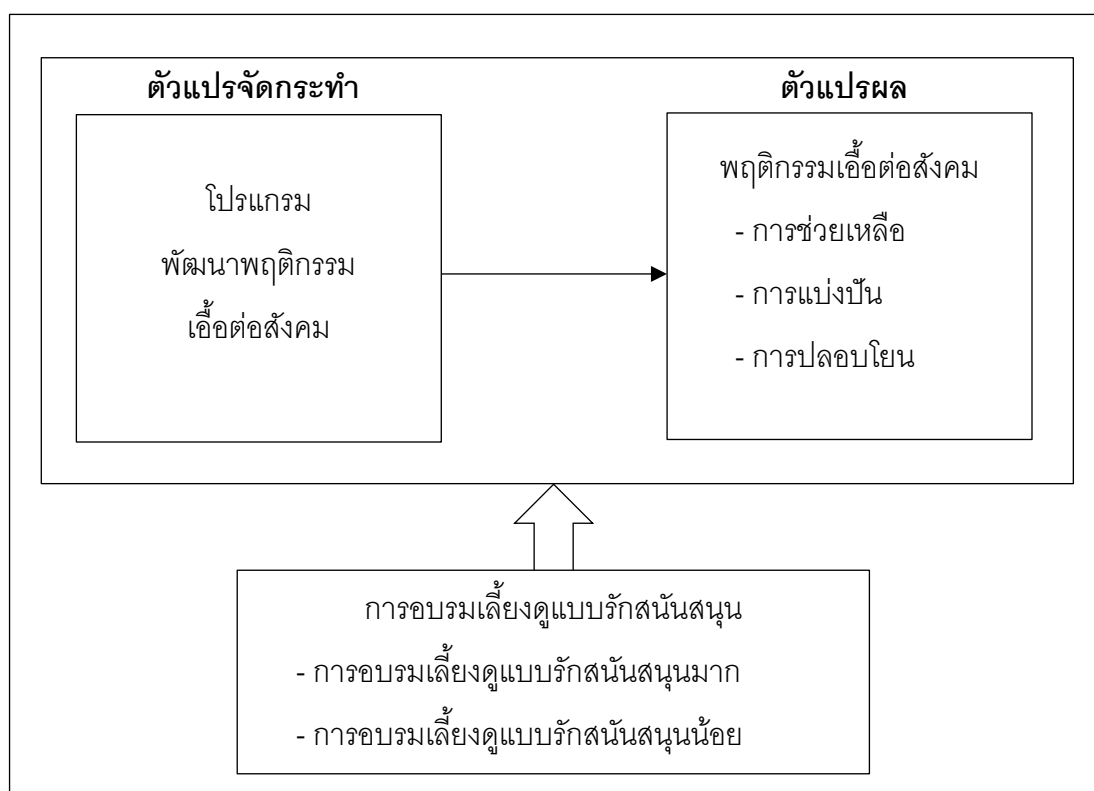 ตัวแปรจัดกระทำ
โปรแกรม
พัฒนาพฤติกรรม
เอื้อต่อสังคม
ตัวแปรผล
พฤติกรรมเอื้อต่อสังคม
- การช่วยเหลือ
- การแบ่งปัน
- การปลอบโยน
การอบรมเลี้ยงดูแบบรักสนันสนุน
- การอบรมเลี้ยงดูแบบรักสนันสนุนมาก
- การอบรมเลี้ยงดูแบบรักสนันสนุนน้อย